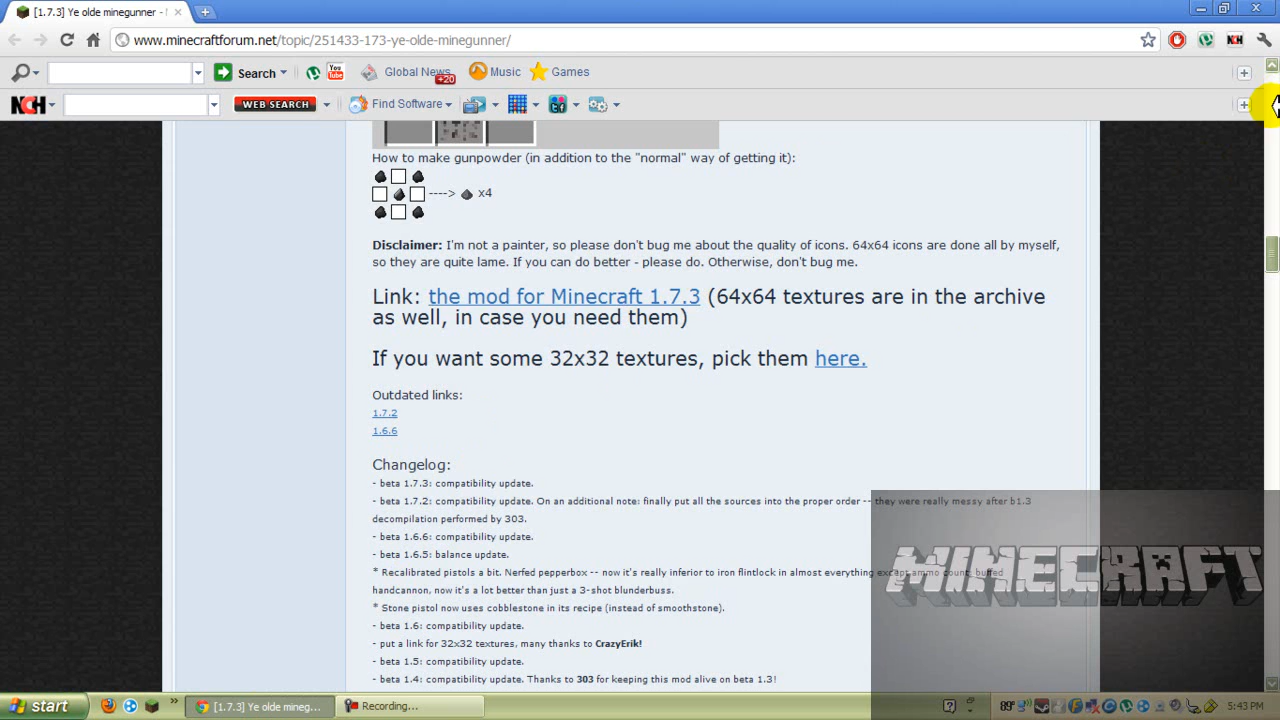 [1.7.3] Ye olde minegunner -
www.minecraftforum.net/topic/251433-173-ye-olde-minegunner/
Search
You Tube
Global News
+20
Music
Games
NCH
WEB SEARCH
Find Software
How to make gunpowder (in addition to the "normal" way of getting it):
----> x4
Disclaimer: I'm not a painter, so please don't bug me about the quality of icons. 64x64 icons are done all by myself,
so they are quite lame. If you can do better - please do. Otherwise, don't bug me.
Link: the mod for Minecraft 1.7.3 (64x64 textures are in the archive
as well, in case you need them)
If you want some 32x32 textures, pick them here.
Outdated links:
1.7.2
1.6.6
Changelog:
- beta 1.7.3: compatibility update.
- beta 1.7.2: compatibility update. On an additional note: finally put all the sources into the proper order -- they were really messy after b1.3
decompilation performed by 303.
- beta 1.6.6: compatibility update.
- beta 1.6.5: balance update.
* Recalibrated pistols a bit. Nerfed pepperbox -- now it's really inferior to iron flintlock in almost everything except ammo count, buffed
handcannon, now it's a lot better than just a 3-shot blunderbuss.
* Stone pistol now uses cobblestone in its recipe (instead of smoothstone).
- beta 1.6: compatibility update.
- put a link for 32x32 textures, many thanks to CrazyErik!
- beta 1.5: compatibility update.
- beta 1.4: compatibility update. Thanks to 303 for keeping this mod alive on beta 1.3!
MINECRAFT
start
[1.7.3] Ye olde mineg...
Recording...
89°
5:43 PM